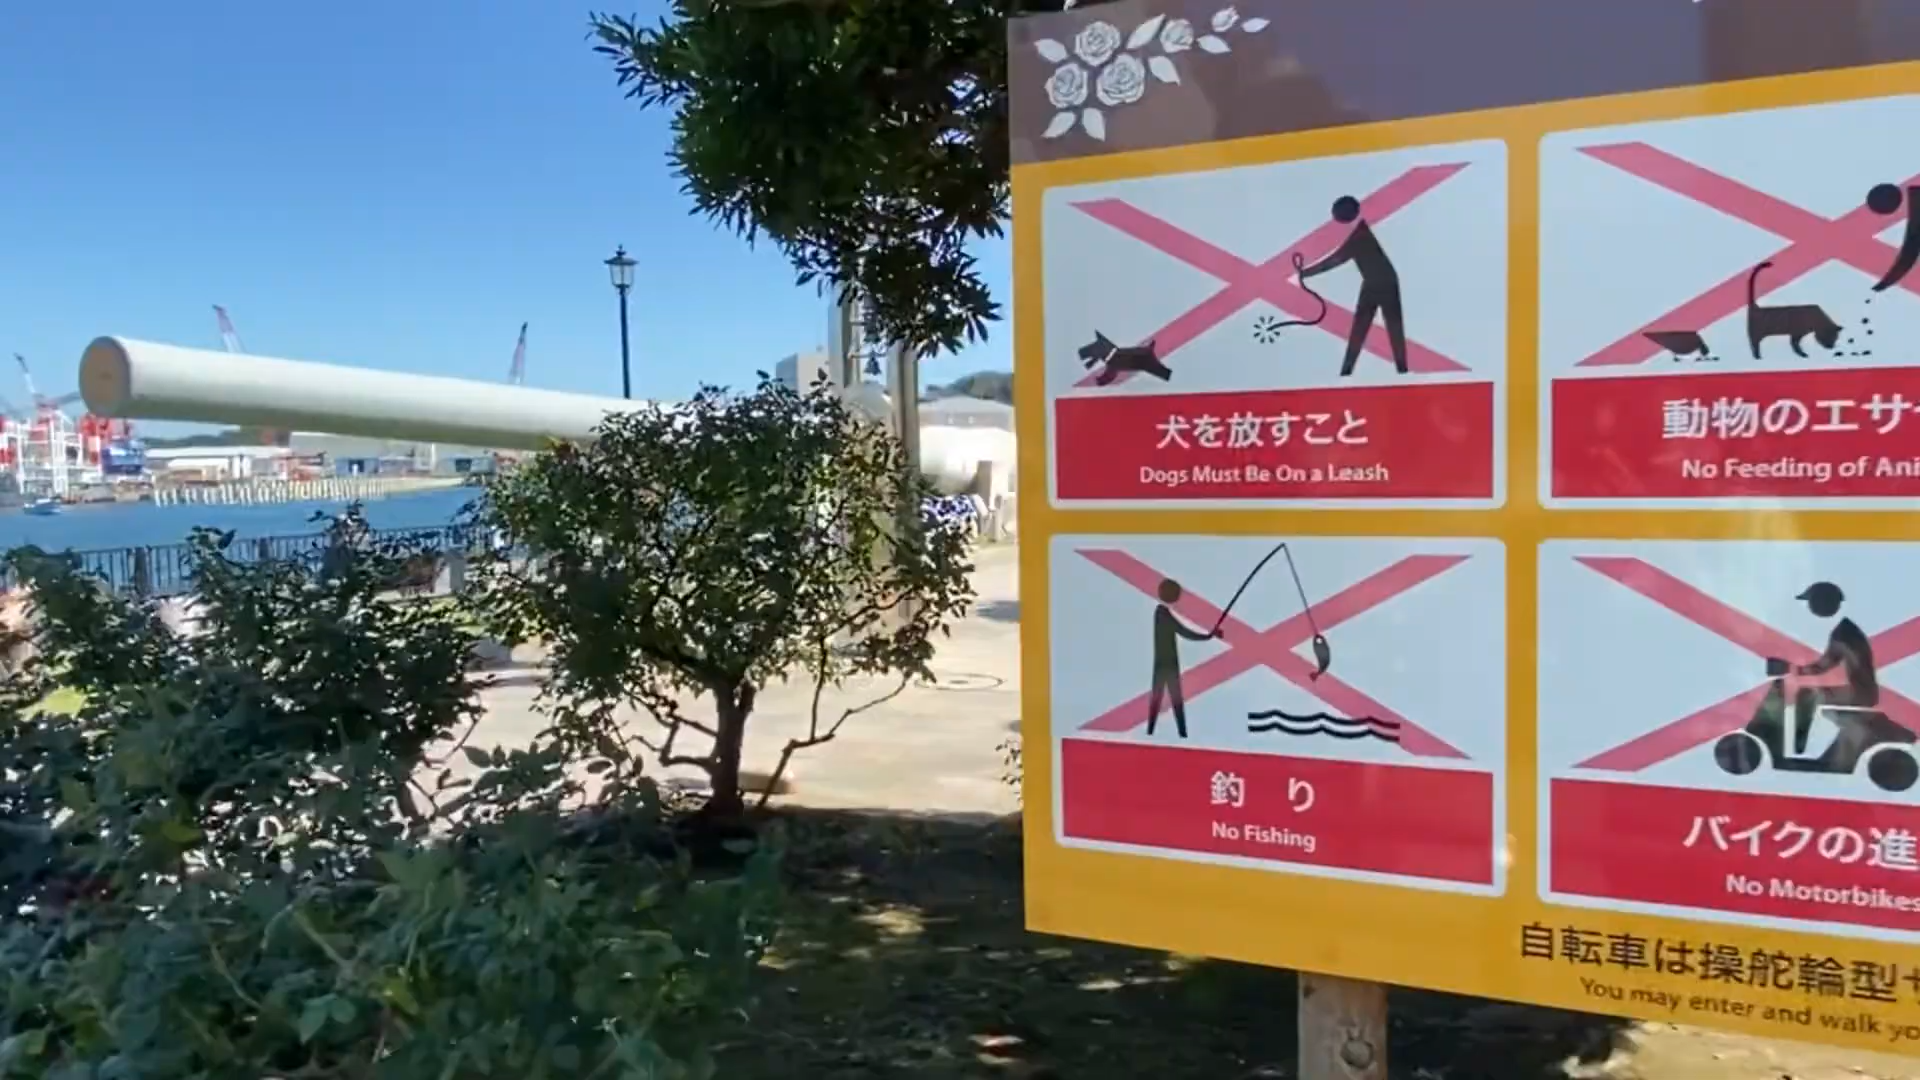 犬を放すこと
Dogs Must Be On a Leash
動物のエサ
No Feeding of Ani
釣り
No Fishing
バイクの進
No Motorbikes
自転車は操舵輪型
You may enter and walk yo